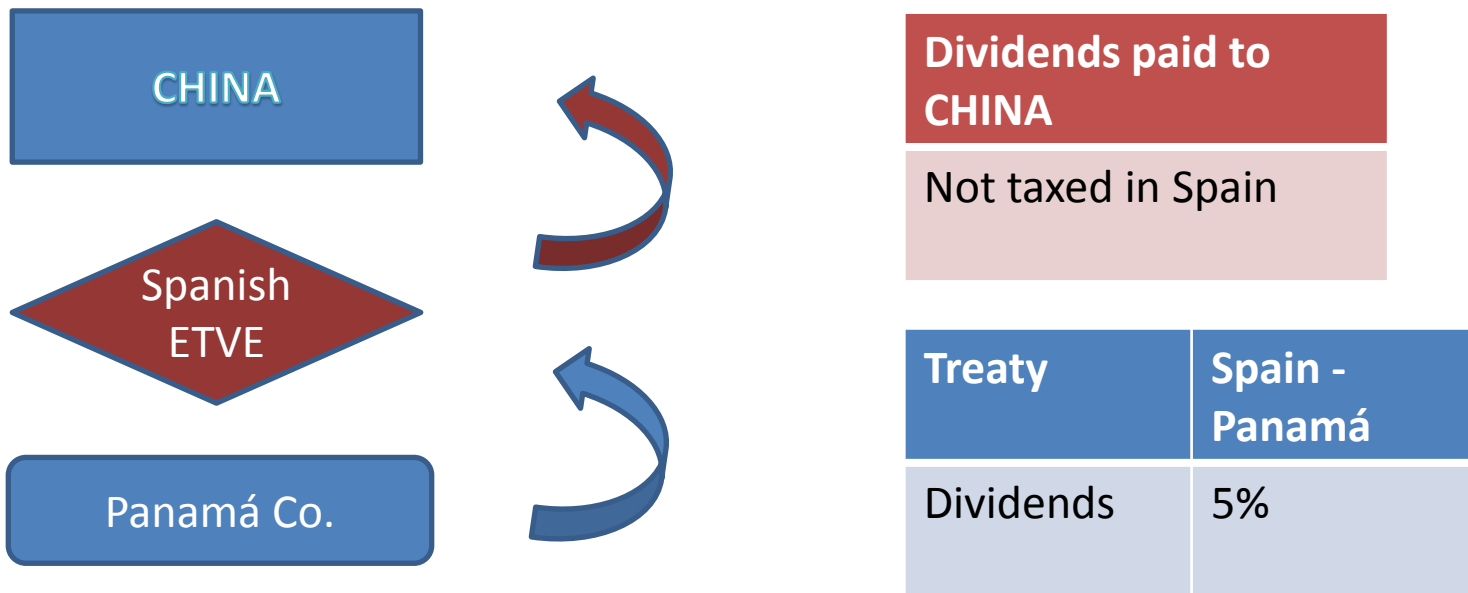 CHINA
Spanish
ETVE
Panamá Co.
Dividends paid to
CHINA
Not taxed in Spain
Treaty
Spain -
Panamá
Dividends
5%